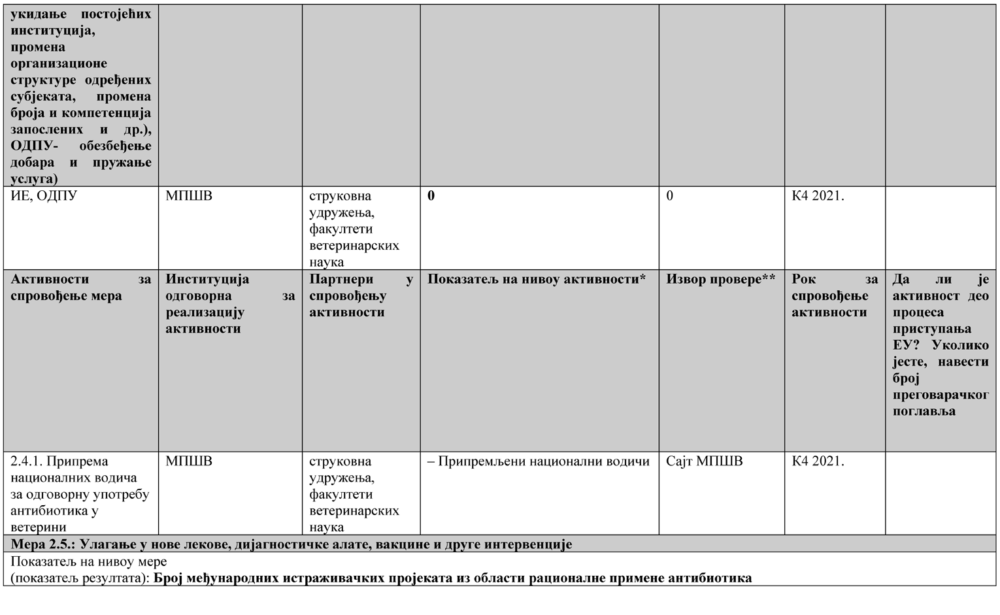 укидање постојећих
институција,
промена
организационе
структуре одређених
субјеката, промена
броја и компетенција
запослених и др.),
ОДПУ- обезбеђење
добара и пружање
услуга)
ИЕ, ОДПУ
МПШВ
струковна
удружења,
факултети
ветеринарских
наука
0
0
К4 2021.
Активности за
спровођење мера
Институција
одговорна за
реализацију
активности
Партнери у
спровођењу
активности
Показатељ на нивоу активности*
Извор провере**
Рок за
спровођење
активности
Да ли је
активност део
процеса
приступања
ЕУ? Уколико
јесте, навести
број
преговарачког
поглавља
2.4.1. Припрема
националних водича
за одговорну употребу
антибиотика у
ветерини
МПШВ
струковна
удружења,
факултети
ветеринарских
наука
– Припремљени национални водичи
Сајт МПШВ
К4 2021.
Мера 2.5.: Улагање у нове лекове, дијагностичке алате, вакцине и друге интервенције
Показатељ на нивоу мере
(показатељ резултата): Број међународних истраживачких пројеката из области рационалне примене антибиотика